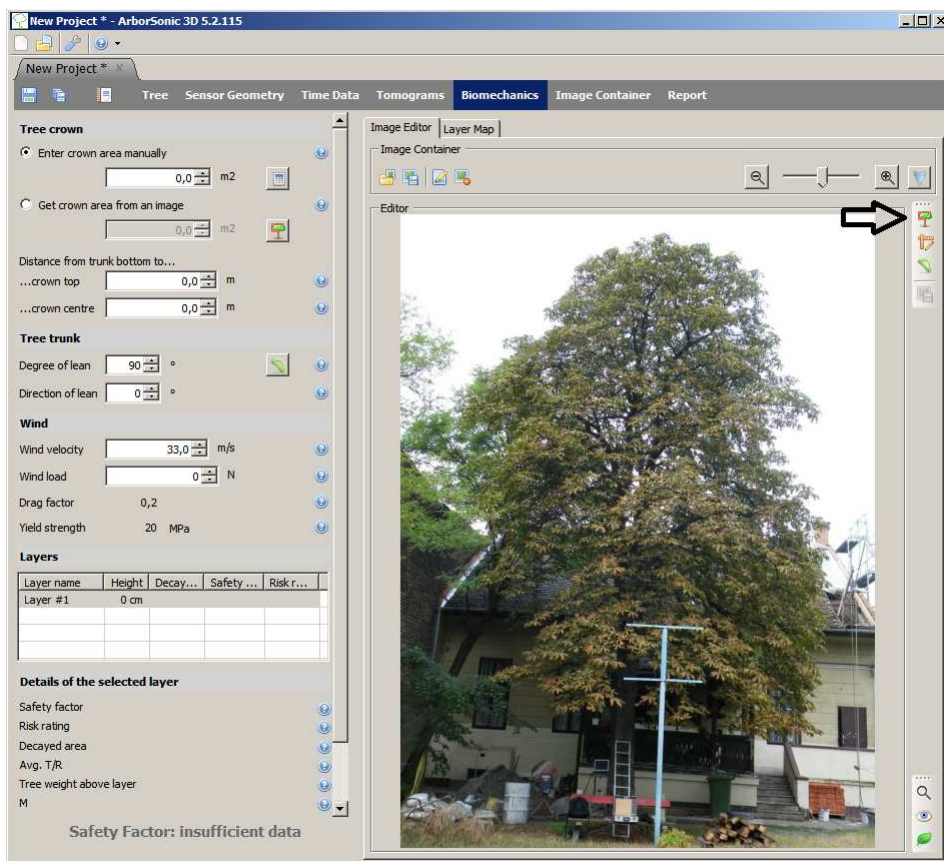 New Project * - ArborSonic 3D 5.2.115
New Project *
Tree Sensor Geometry Time Data Tomograms Biomechanics Image Container Report
Tree crown
Enter crown area manually
0,0 m2
Get crown area from an image
0,0 m2
Distance from trunk bottom to...
...crown top 0,0 m
...crown centre 0,0 m
Tree trunk
Degree of lean 90 °
Direction of lean 0 °
Wind
Wind velocity 33,0 m/s
Wind load 0 N
Drag factor 0,2
Yield strength 20 MPa
Layers
Layer name Height Decay... Safety ... Risk r...
Layer #1 0 cm
Details of the selected layer
Safety factor
Risk rating
Decayed area
Avg. T/R
Tree weight above layer
M
Safety Factor: insufficient data
Image Editor Layer Map
Image Container
Editor